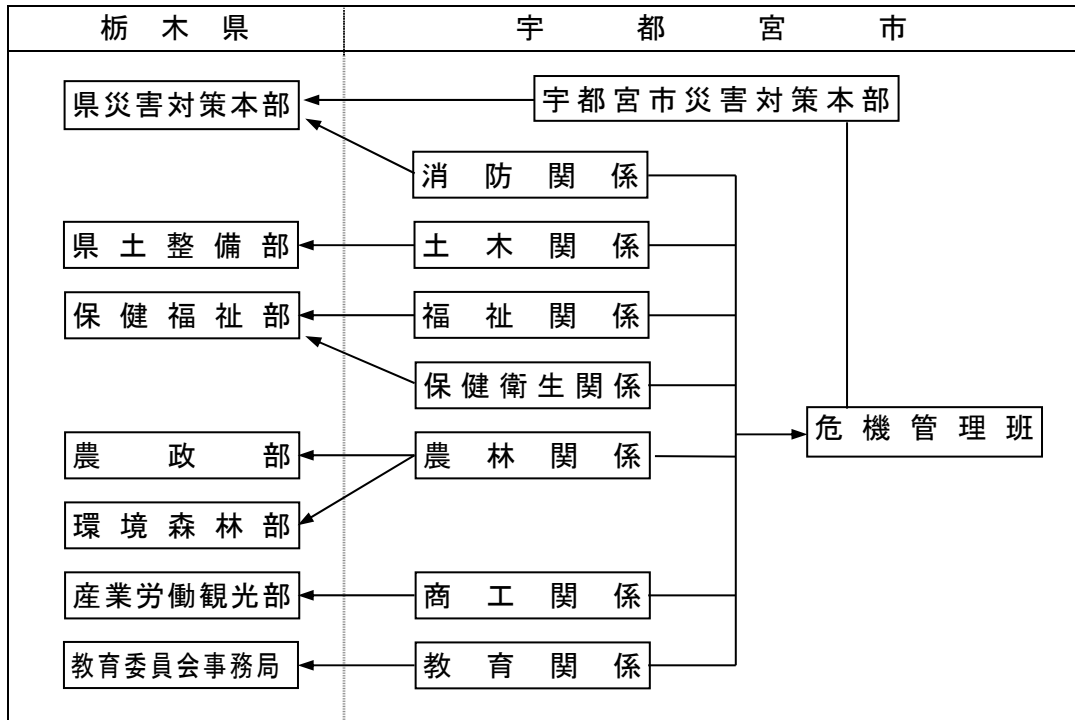 栃木県 宇都宮市
県災害対策本部 宇都宮市災害対策本部
消防関係
県土整備部 土木関係
保健福祉部 福祉関係
保健衛生関係
危機管理班
農政部 農林関係
環境森林部
産業労働観光部 商工関係
教育委員会事務局 教育関係